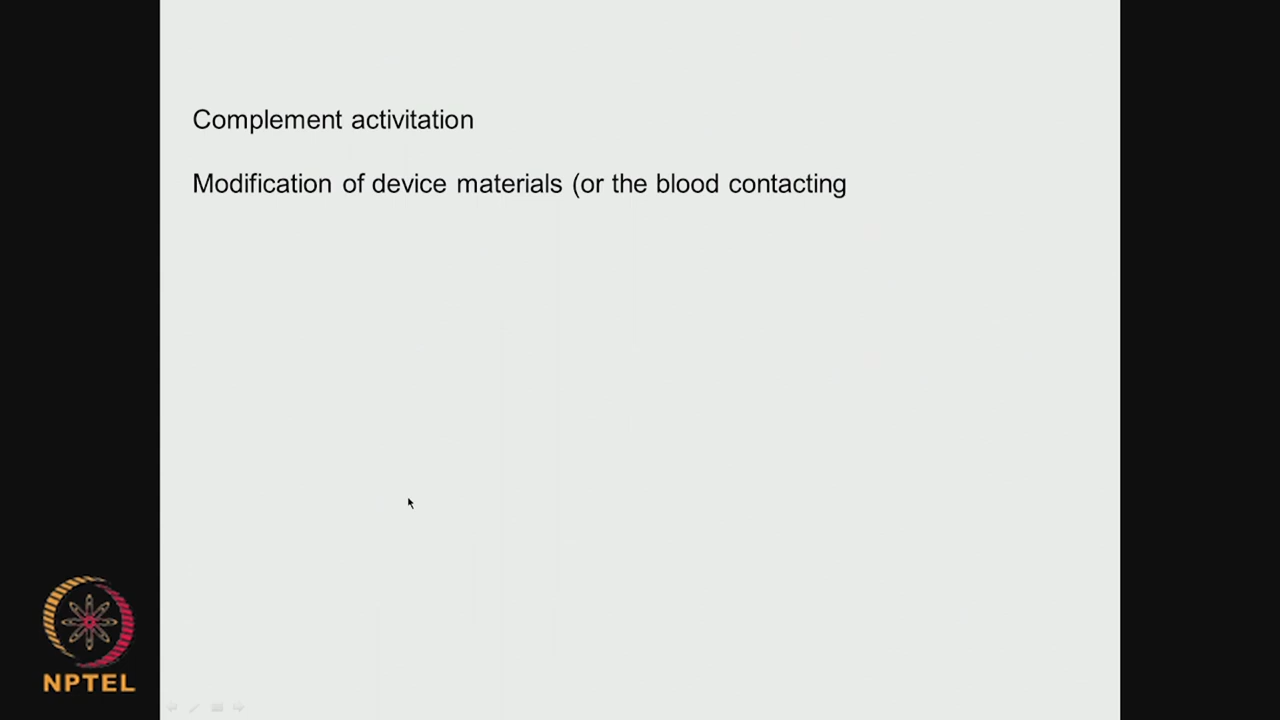 Complement activitation
Modification of device materials (or the blood contacting
NPTEL